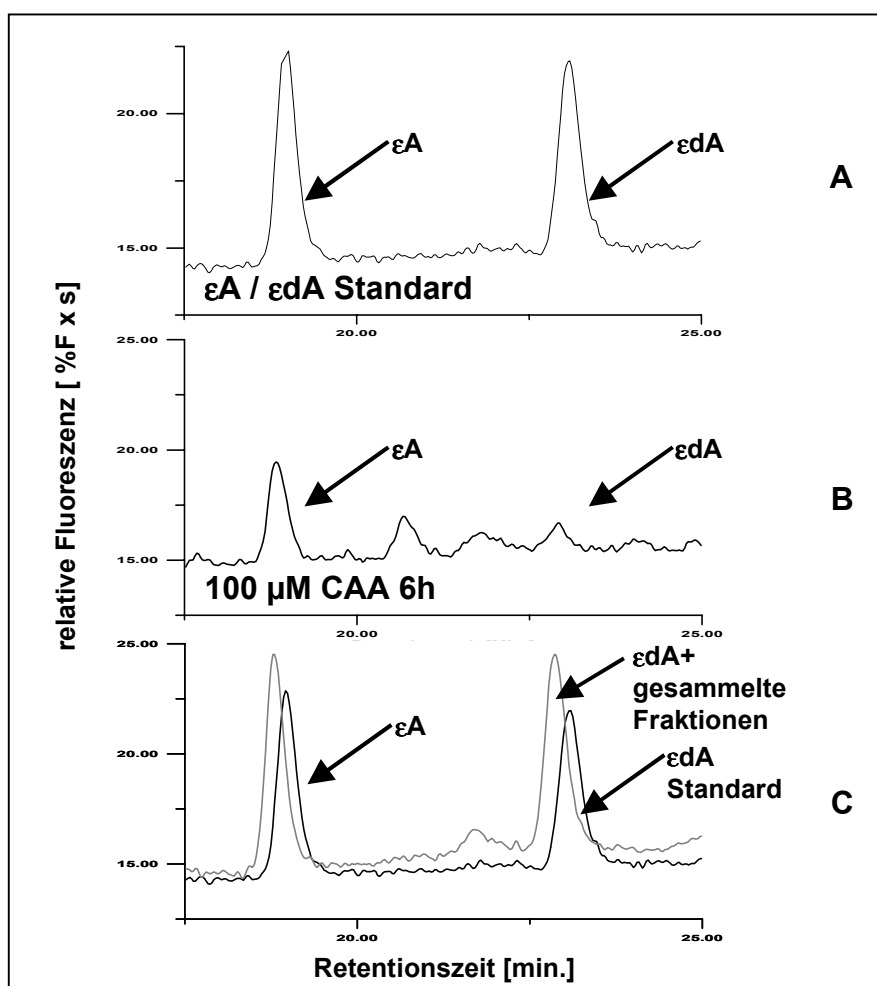 20.00
15.00
εA
εdA
A
εA / εdA Standard
20.00
25.00
relative Fluoreszenz [ %F x s]
25.00
20.00
15.00
εA
εdA
B
100 µM CAA 6h
20.00
25.00
25.00
20.00
15.00
εA
εdA+
gesammelte
Fraktionen
εdA
Standard
C
20.00
25.00
Retentionszeit [min.]